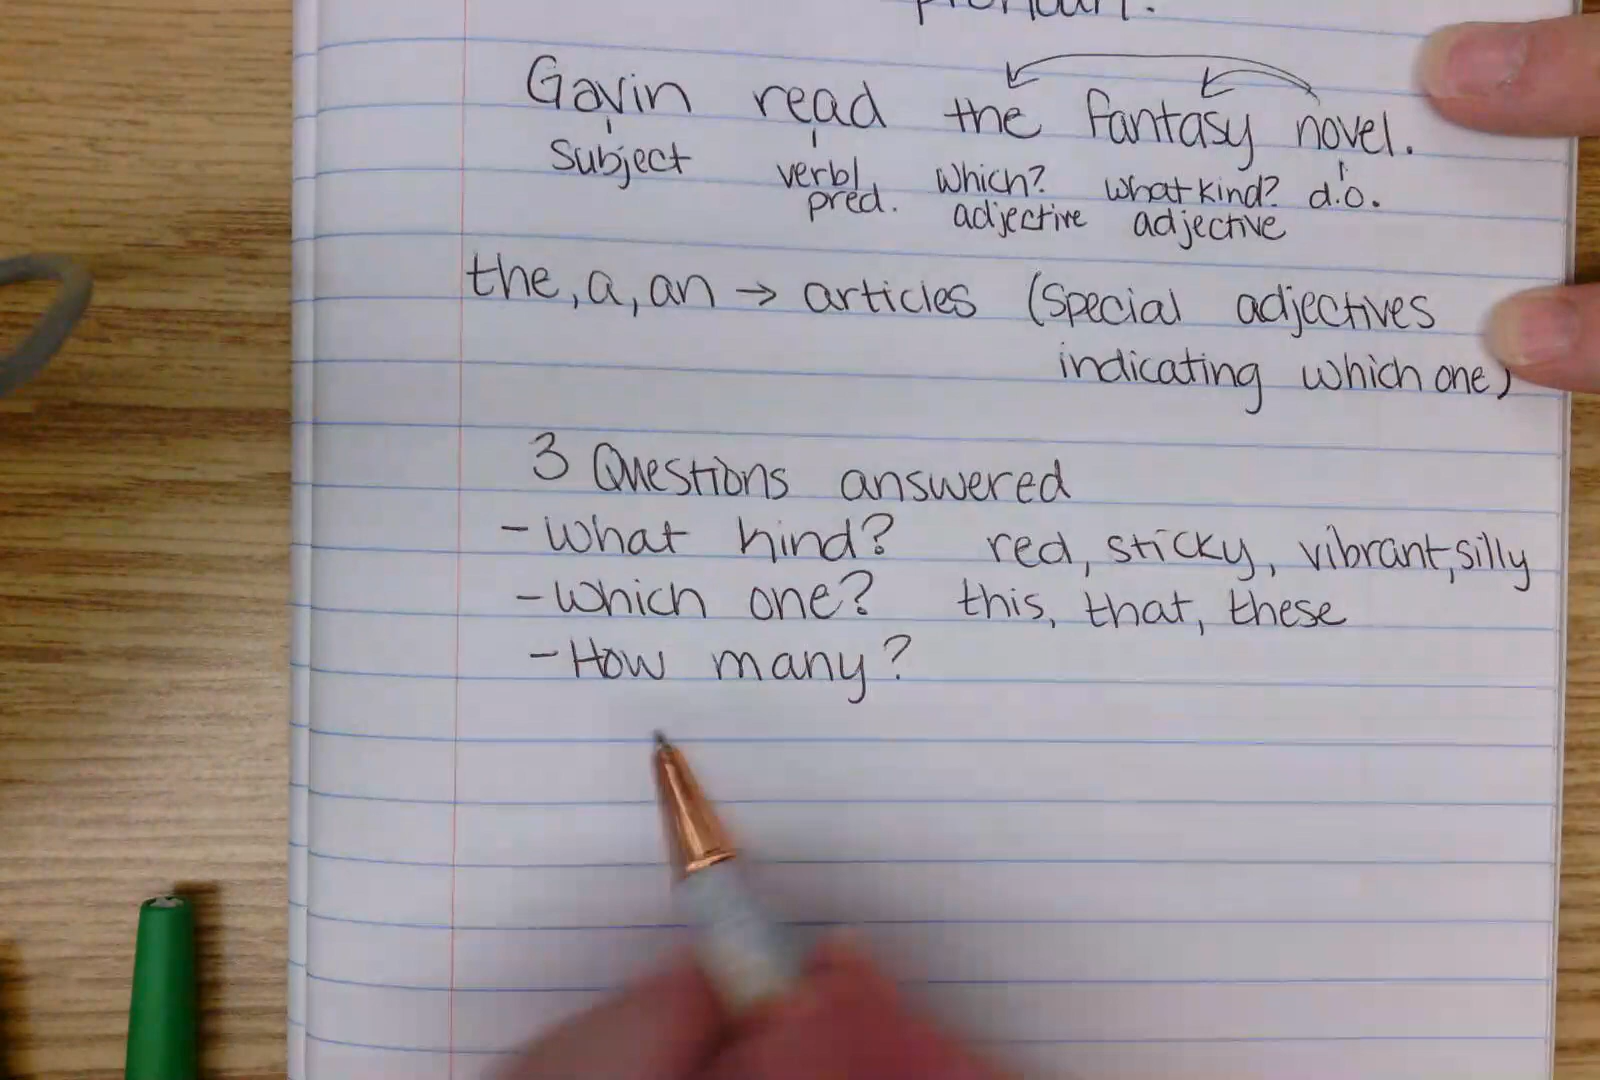 pronoun.
Gavin read the fantasy novel.
subject verb/ which? what kind? d.o.
pred. adjective adjective
the, a, an → articles (special adjectives
indicating which one)
3 Questions answered
- What kind? red, sticky, vibrant, silly
- Which one? this, that, these
- How many?